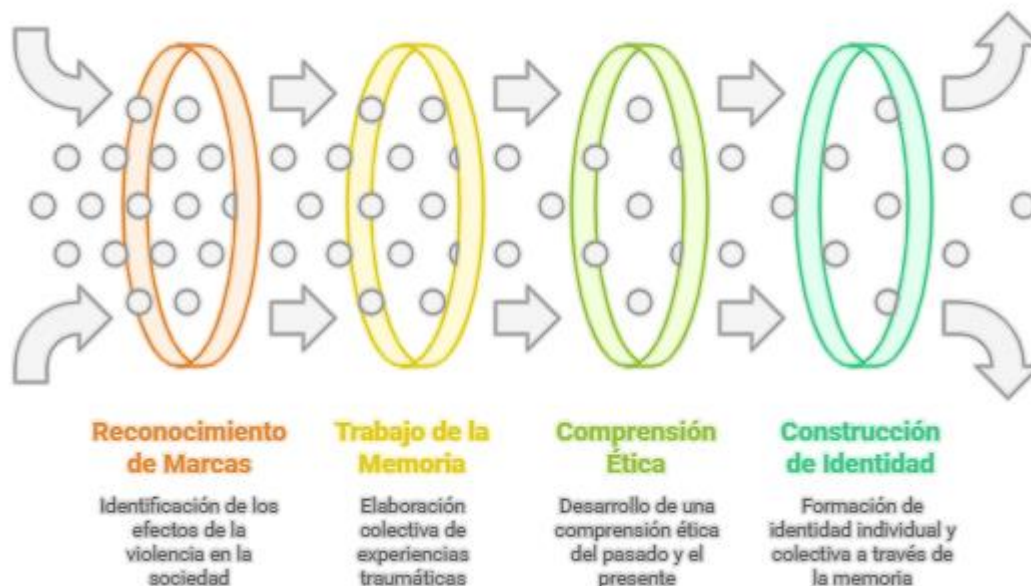 Reconocimiento
de Marcas
Identificación de los
efectos de la
violencia en la
sociedad
Trabajo de la
Memoria
Elaboración
colectiva de
experiencias
traumáticas
Comprensión
Ética
Desarrollo de una
comprensión ética
del pasado y el
presente
Construcción
de Identidad
Formación de
identidad individual y
colectiva a través de
la memoria